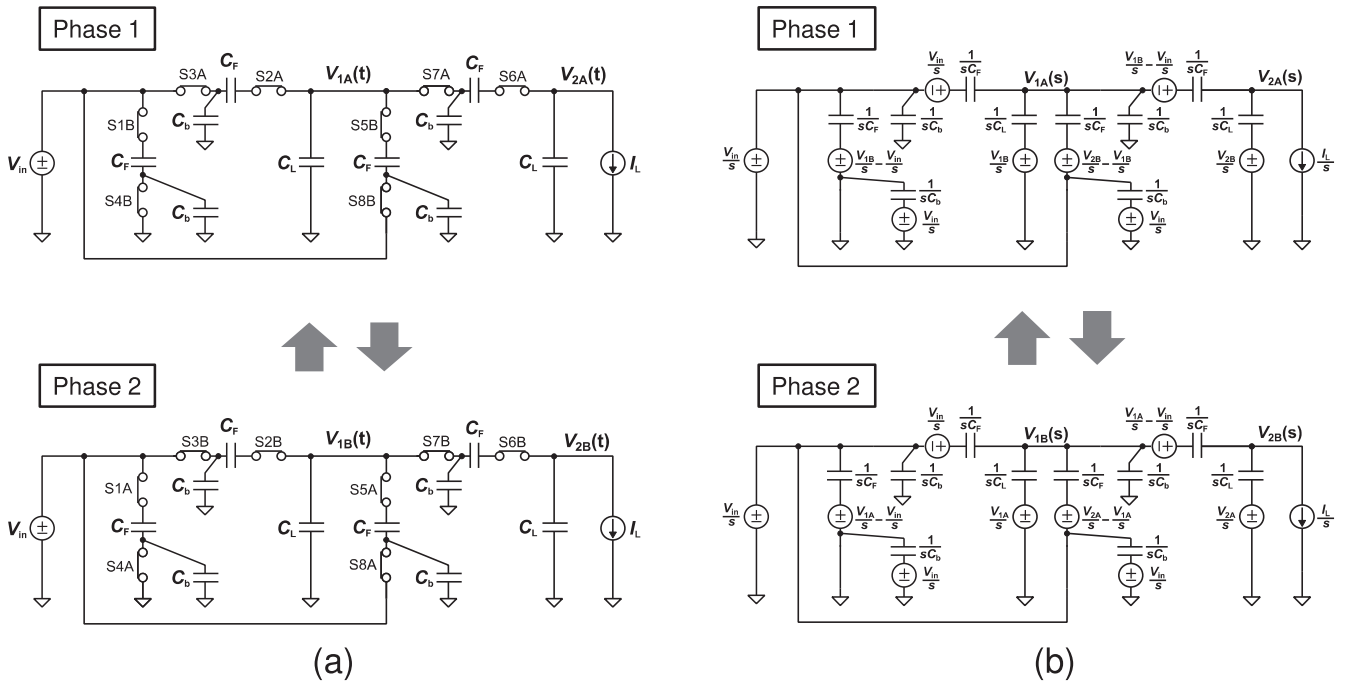 Phase 1
S3A C_F S2A V_1A(t) S7A C_F S6A V_2A(t)
S1B C_b S5B C_b
V_in ± C_F C_L C_F C_L I_L
S4B C_b S8B C_b
Phase 2
S3B C_F S2B V_1B(t) S7B C_F S6B V_2B(t)
S1A C_b S5A C_b
V_in ± C_F C_L C_F C_L I_L
S4A C_b S8A C_b
(a)
Phase 1
V_in/s 1/sC_F V_1A(s) V_1B/s − V_in/s 1/sC_F V_2A(s)
1/sC_F 1/sC_b 1/sC_L 1/sC_F 1/sC_b 1/sC_L
V_in/s V_1B/s − V_in/s V_1B/s V_2B/s − V_1B/s V_2B/s I_L/s
1/sC_b 1/sC_b
V_in/s V_in/s
Phase 2
V_in/s 1/sC_F V_1B(s) V_1A/s − V_in/s 1/sC_F V_2B(s)
1/sC_F 1/sC_b 1/sC_L 1/sC_F 1/sC_b 1/sC_L
V_in/s V_1A/s − V_in/s V_1A/s V_2A/s − V_1A/s V_2A/s I_L/s
1/sC_b 1/sC_b
V_in/s V_in/s
(b)